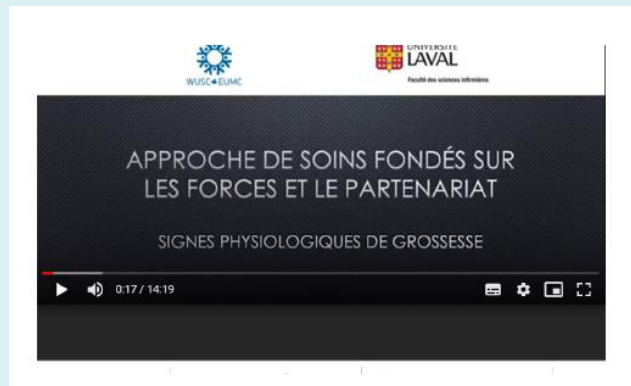 WUSC✦EUMC
UNIVERSITÉ
LAVAL
Faculté des sciences infirmières
APPROCHE DE SOINS FONDÉS SUR
LES FORCES ET LE PARTENARIAT
SIGNES PHYSIOLOGIQUES DE GROSSESSE
0:17 / 14:19